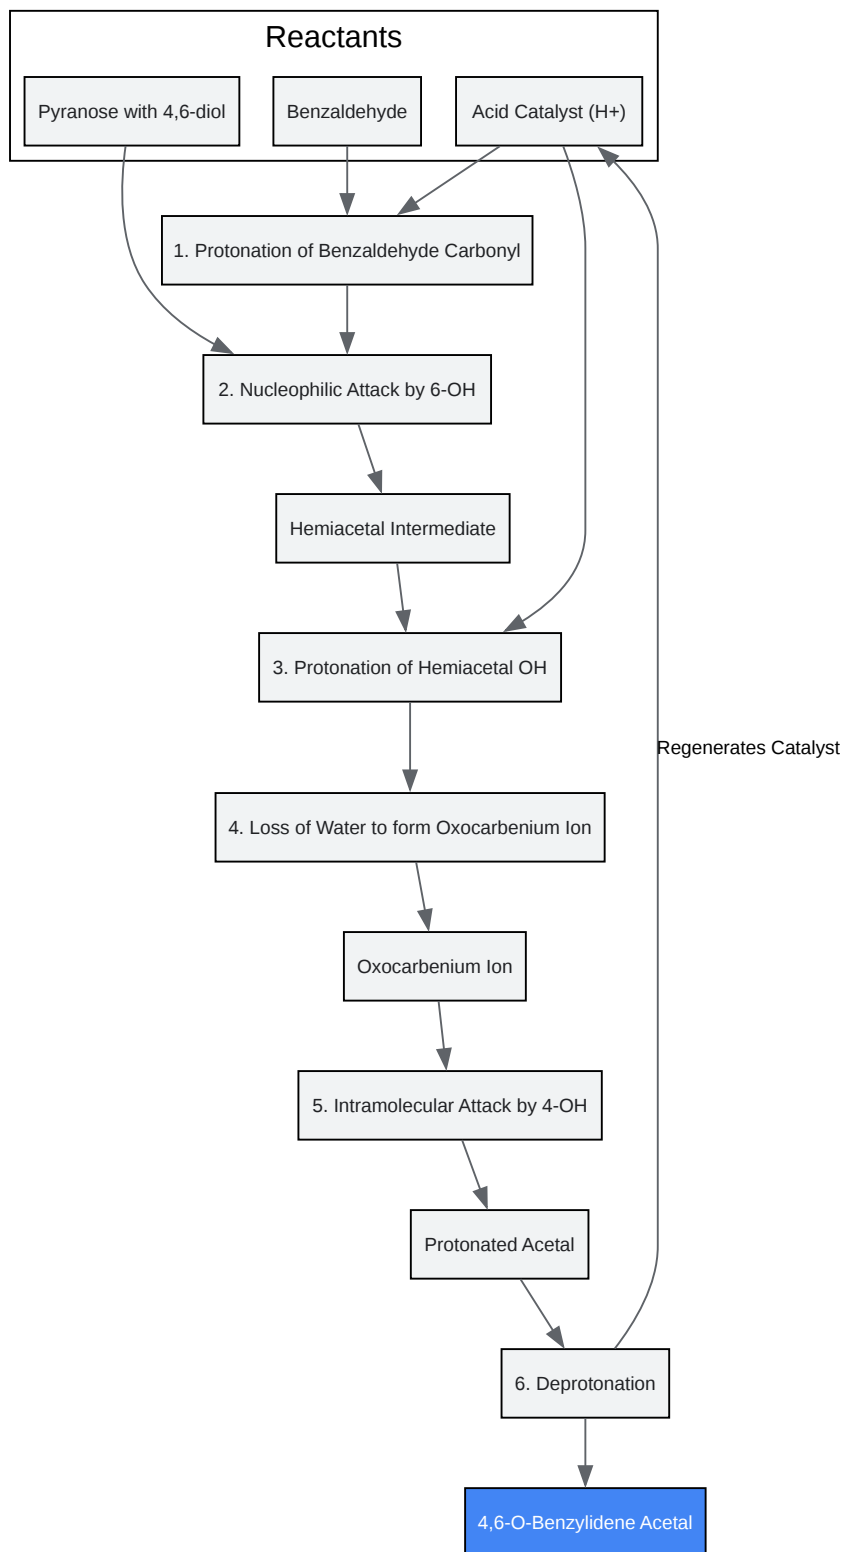 Reactants
Pyranose with 4,6-diol
Benzaldehyde
Acid Catalyst (H+)
1. Protonation of Benzaldehyde Carbonyl
2. Nucleophilic Attack by 6-OH
Hemiacetal Intermediate
3. Protonation of Hemiacetal OH
Regenerates Catalyst
4. Loss of Water to form Oxocarbenium Ion
Oxocarbenium Ion
5. Intramolecular Attack by 4-OH
Protonated Acetal
6. Deprotonation
4,6-O-Benzylidene Acetal